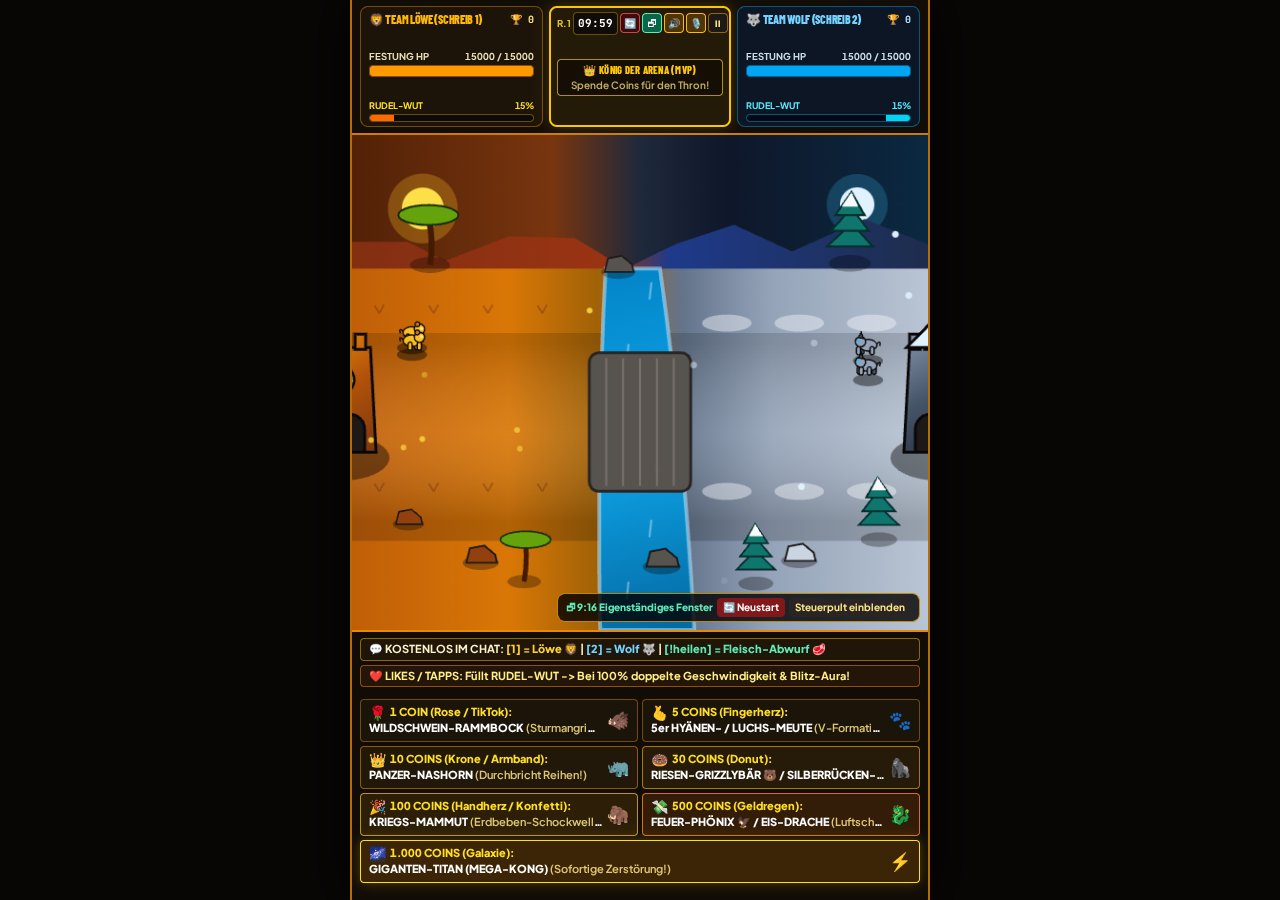 🦁 TEAM LÖWE (SCHREIB 1) 🏆 0
FESTUNG HP 15000 / 15000
RUDEL-WUT 15%
R.1 09:59
👑 KÖNIG DER ARENA (MVP)
Spende Coins für den Thron!
🐺 TEAM WOLF (SCHREIB 2) 🏆 0
FESTUNG HP 15000 / 15000
RUDEL-WUT 15%
9:16 Eigenständiges Fenster 🔄 Neustart Steuerpult einblenden
💬 KOSTENLOS IM CHAT: [1] = Löwe 🦁 | [2] = Wolf 🐺 | [!heilen] = Fleisch-Abwurf 🥩
❤️ LIKES / TAPPS: Füllt RUDEL-WUT -> Bei 100% doppelte Geschwindigkeit & Blitz-Aura!
🌹 1 COIN (Rose / TikTok):
WILDSCHWEIN-RAMMBOCK (Sturmangri...
🫰 5 COINS (Fingerherz):
5er HYÄNEN- / LUCHS-MEUTE (V-Formati...
👑 10 COINS (Krone / Armband):
PANZER-NASHORN (Durchbricht Reihen!)
🍩 30 COINS (Donut):
RIESEN-GRIZZLYBÄR 🐻 / SILBERRÜCKEN-...
🎉 100 COINS (Handherz / Konfetti):
KRIEGS-MAMMUT (Erdbeben-Schockwell...
💸 500 COINS (Geldregen):
FEUER-PHÖNIX 🦅 / EIS-DRACHE (Luftsch...
🌌 1.000 COINS (Galaxie):
GIGANTEN-TITAN (MEGA-KONG) (Sofortige Zerstörung!)